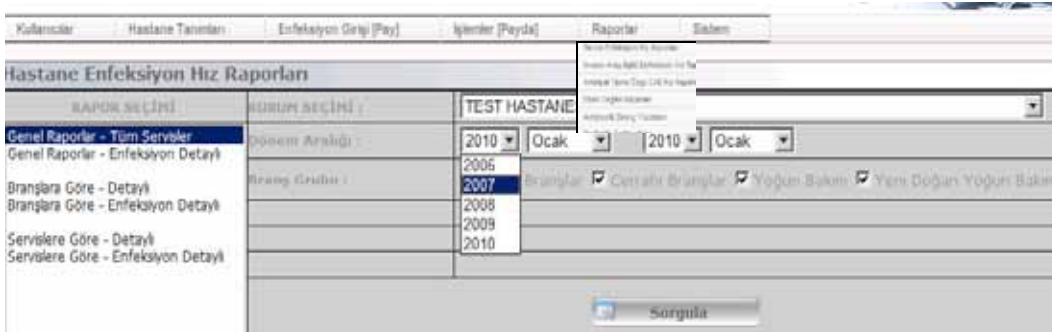 Kullanıcılar Hastane Tanımları Enfeksiyon Girişi [Pay] İşlemler [Payda] Raporlar Sistem
Hastane Enfeksiyon Hız Raporları
RAPOR SEÇİMİ
KURUM SEÇİMİ :
TEST HASTANE
Genel Raporlar - Tüm Servisler
Genel Raporlar - Enfeksiyon Detaylı
Branşlara Göre - Detaylı
Branşlara Göre - Enfeksiyon Detaylı
Servislere Göre - Detaylı
Servislere Göre - Enfeksiyon Detaylı
Dönem Aralığı :
2010 Ocak 2010 Ocak
2006
2007
2008
2009
2010
Branş Grubu :
Branşlar Cerrahi Branşlar Yoğun Bakım Yeni Doğan Yoğun Bakım
Sorgula